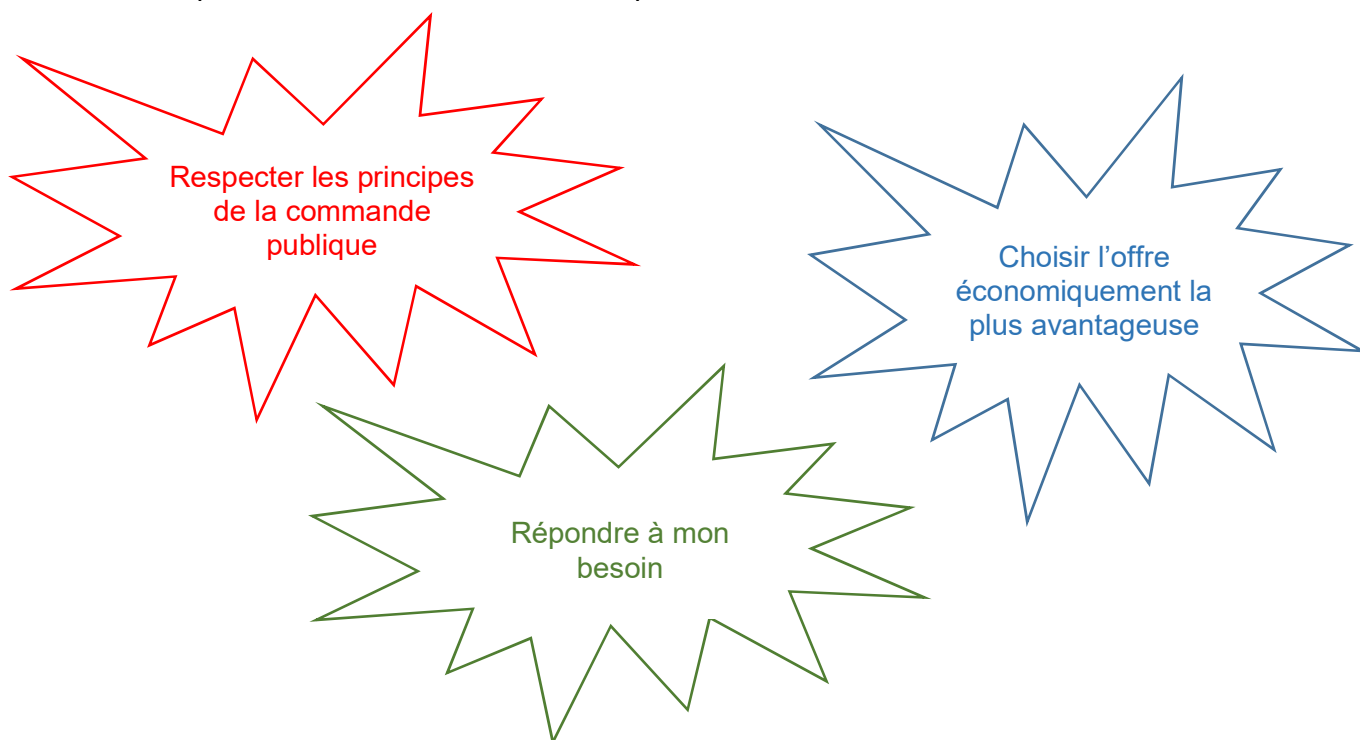 Respecter les principes
de la commande
publique
Choisir l’offre
économiquement la
plus avantageuse
Répondre à mon
besoin